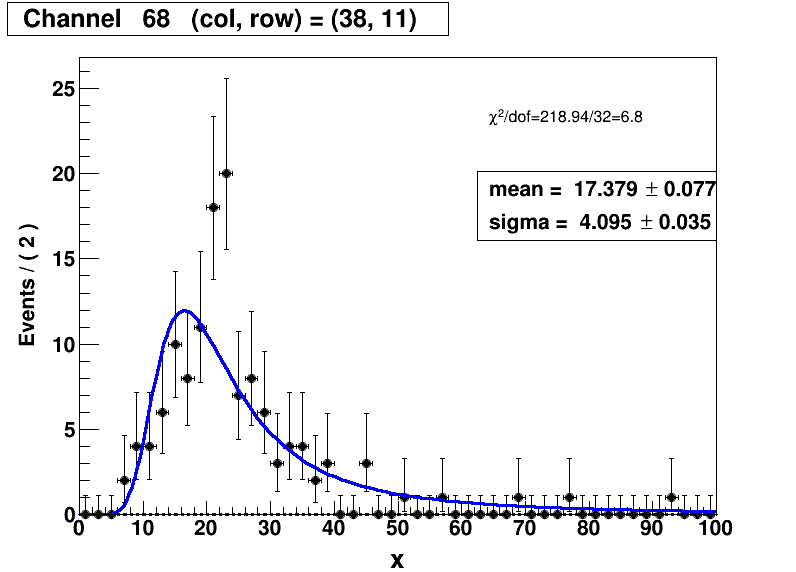 Channel 68 (col, row) = (38, 11)
χ²/dof=218.94/32=6.8
mean = 17.379 ± 0.077
sigma = 4.095 ± 0.035
Events / ( 2 )
25
20
15
10
5
0
0 10 20 30 40 50 60 70 80 90 100
x